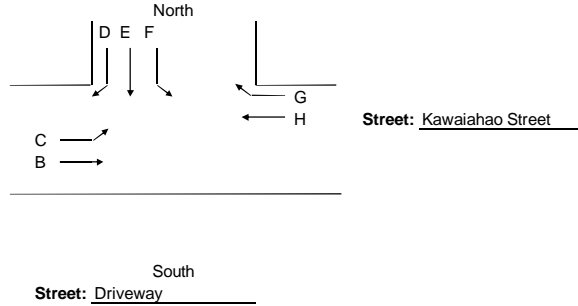 North
D E F
G
H
Street: Kawaiahao Street
C
B
South
Street: Driveway